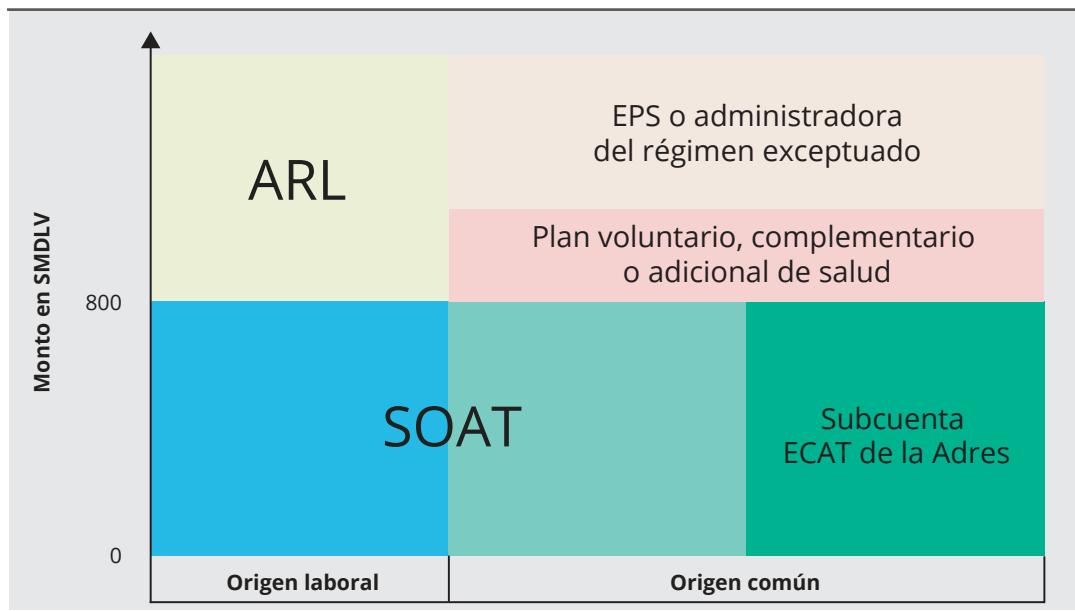 Monto en SMDLV
800
0
ARL
EPS o administradora
del régimen exceptuado
Plan voluntario, complementario
o adicional de salud
SOAT
Subcuenta
ECAT de la Adres
Origen laboral
Origen común